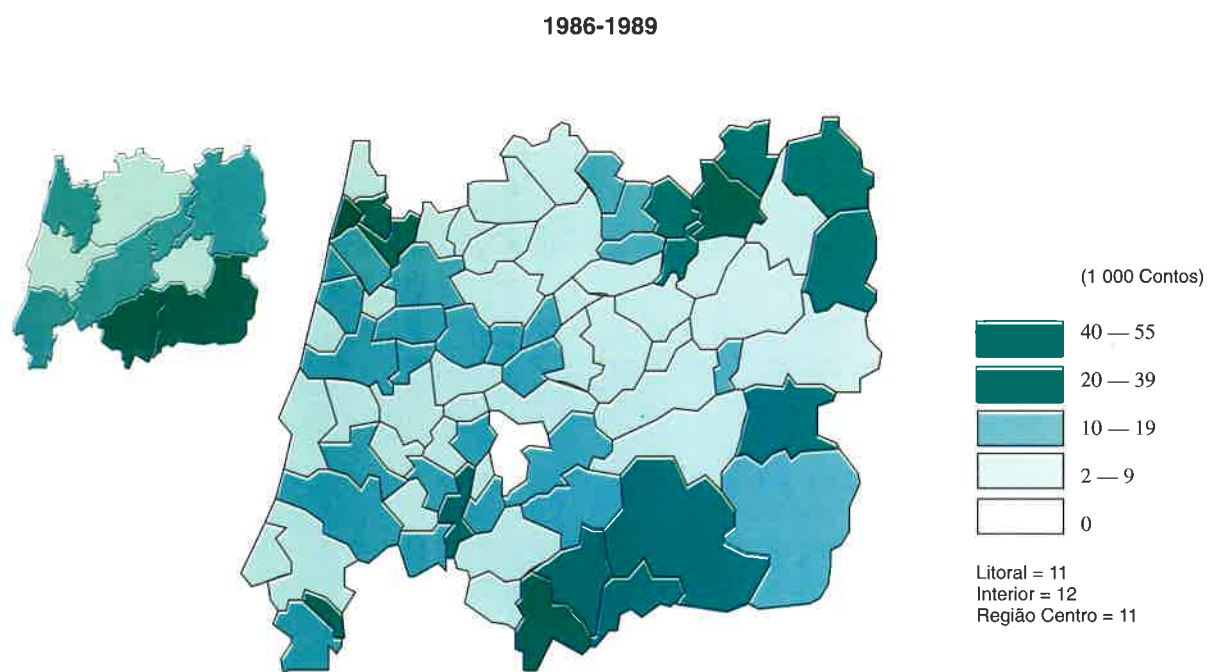 1986-1989
(1 000 Contos)
40 — 55
20 — 39
10 — 19
2 — 9
0
Litoral = 11
Interior = 12
Região Centro = 11